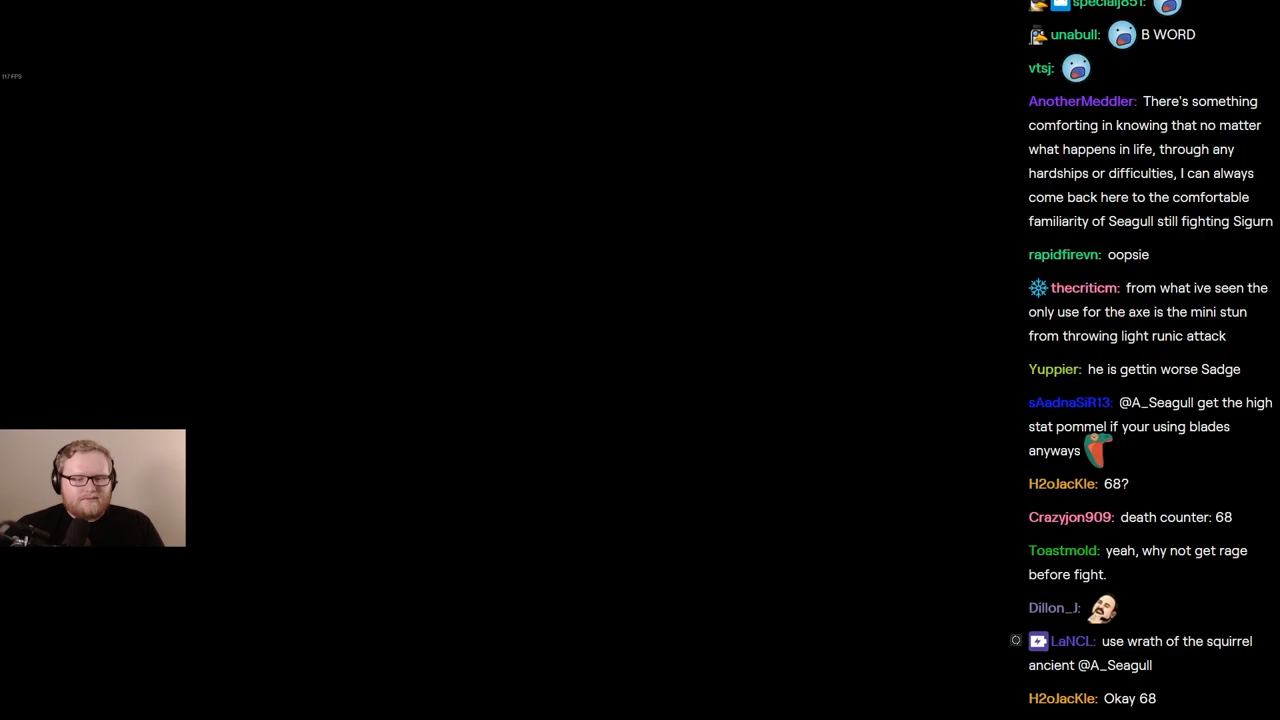 specialj851:
unabull: B WORD
117 FPS
vtsj:
AnotherMeddler: There's something
comforting in knowing that no matter
what happens in life, through any
hardships or difficulties, I can always
come back here to the comfortable
familiarity of Seagull still fighting Sigurn
rapidfirevn: oopsie
thecriticm: from what ive seen the
only use for the axe is the mini stun
from throwing light runic attack
Yuppier: he is gettin worse Sadge
sAadnaSiR13: @A_Seagull get the high
stat pommel if your using blades
anyways
H2oJacKle: 68?
Crazyjon909: death counter: 68
Toastmold: yeah, why not get rage
before fight.
Dillon_J:
LaNCL: use wrath of the squirrel
ancient @A_Seagull
H2oJacKle: Okay 68